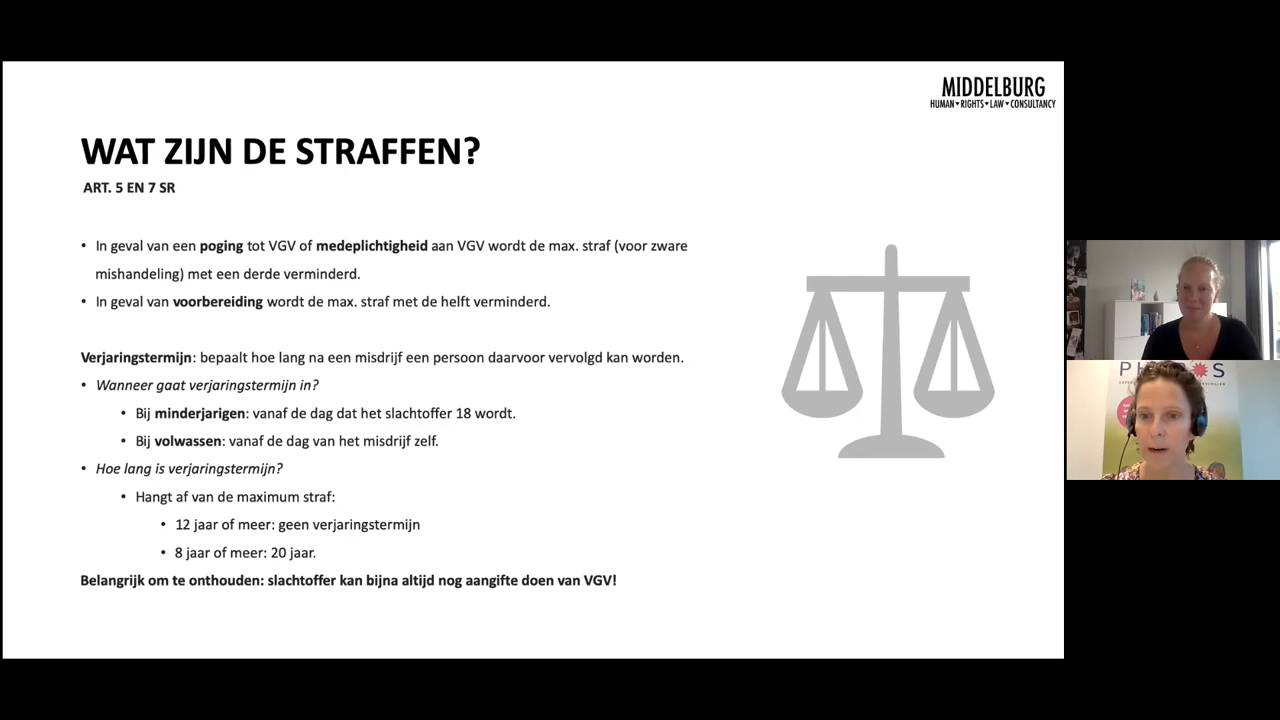 MIDDELBURG
HUMAN♥RIGHTS♥LAW♥CONSULTANCY
WAT ZIJN DE STRAFFEN?
ART. 5 EN 7 SR
• In geval van een poging tot VGV of medeplichtigheid aan VGV wordt de max. straf (voor zware
mishandeling) met een derde verminderd.
• In geval van voorbereiding wordt de max. straf met de helft verminderd.
Verjaringstermijn: bepaalt hoe lang na een misdrijf een persoon daarvoor vervolgd kan worden.
• Wanneer gaat verjaringstermijn in?
• Bij minderjarigen: vanaf de dag dat het slachtoffer 18 wordt.
• Bij volwassen: vanaf de dag van het misdrijf zelf.
• Hoe lang is verjaringstermijn?
• Hangt af van de maximum straf:
• 12 jaar of meer: geen verjaringstermijn
• 8 jaar of meer: 20 jaar.
Belangrijk om te onthouden: slachtoffer kan bijna altijd nog aangifte doen van VGV!